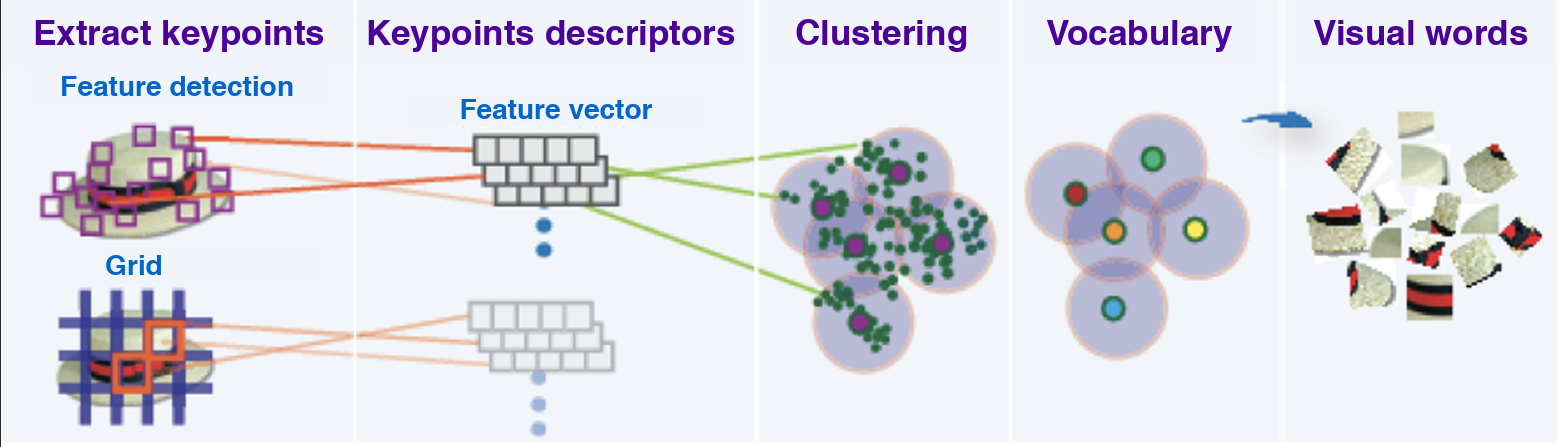 Extract keypoints
Keypoints descriptors
Clustering
Vocabulary
Visual words
Feature detection
Feature vector
Grid